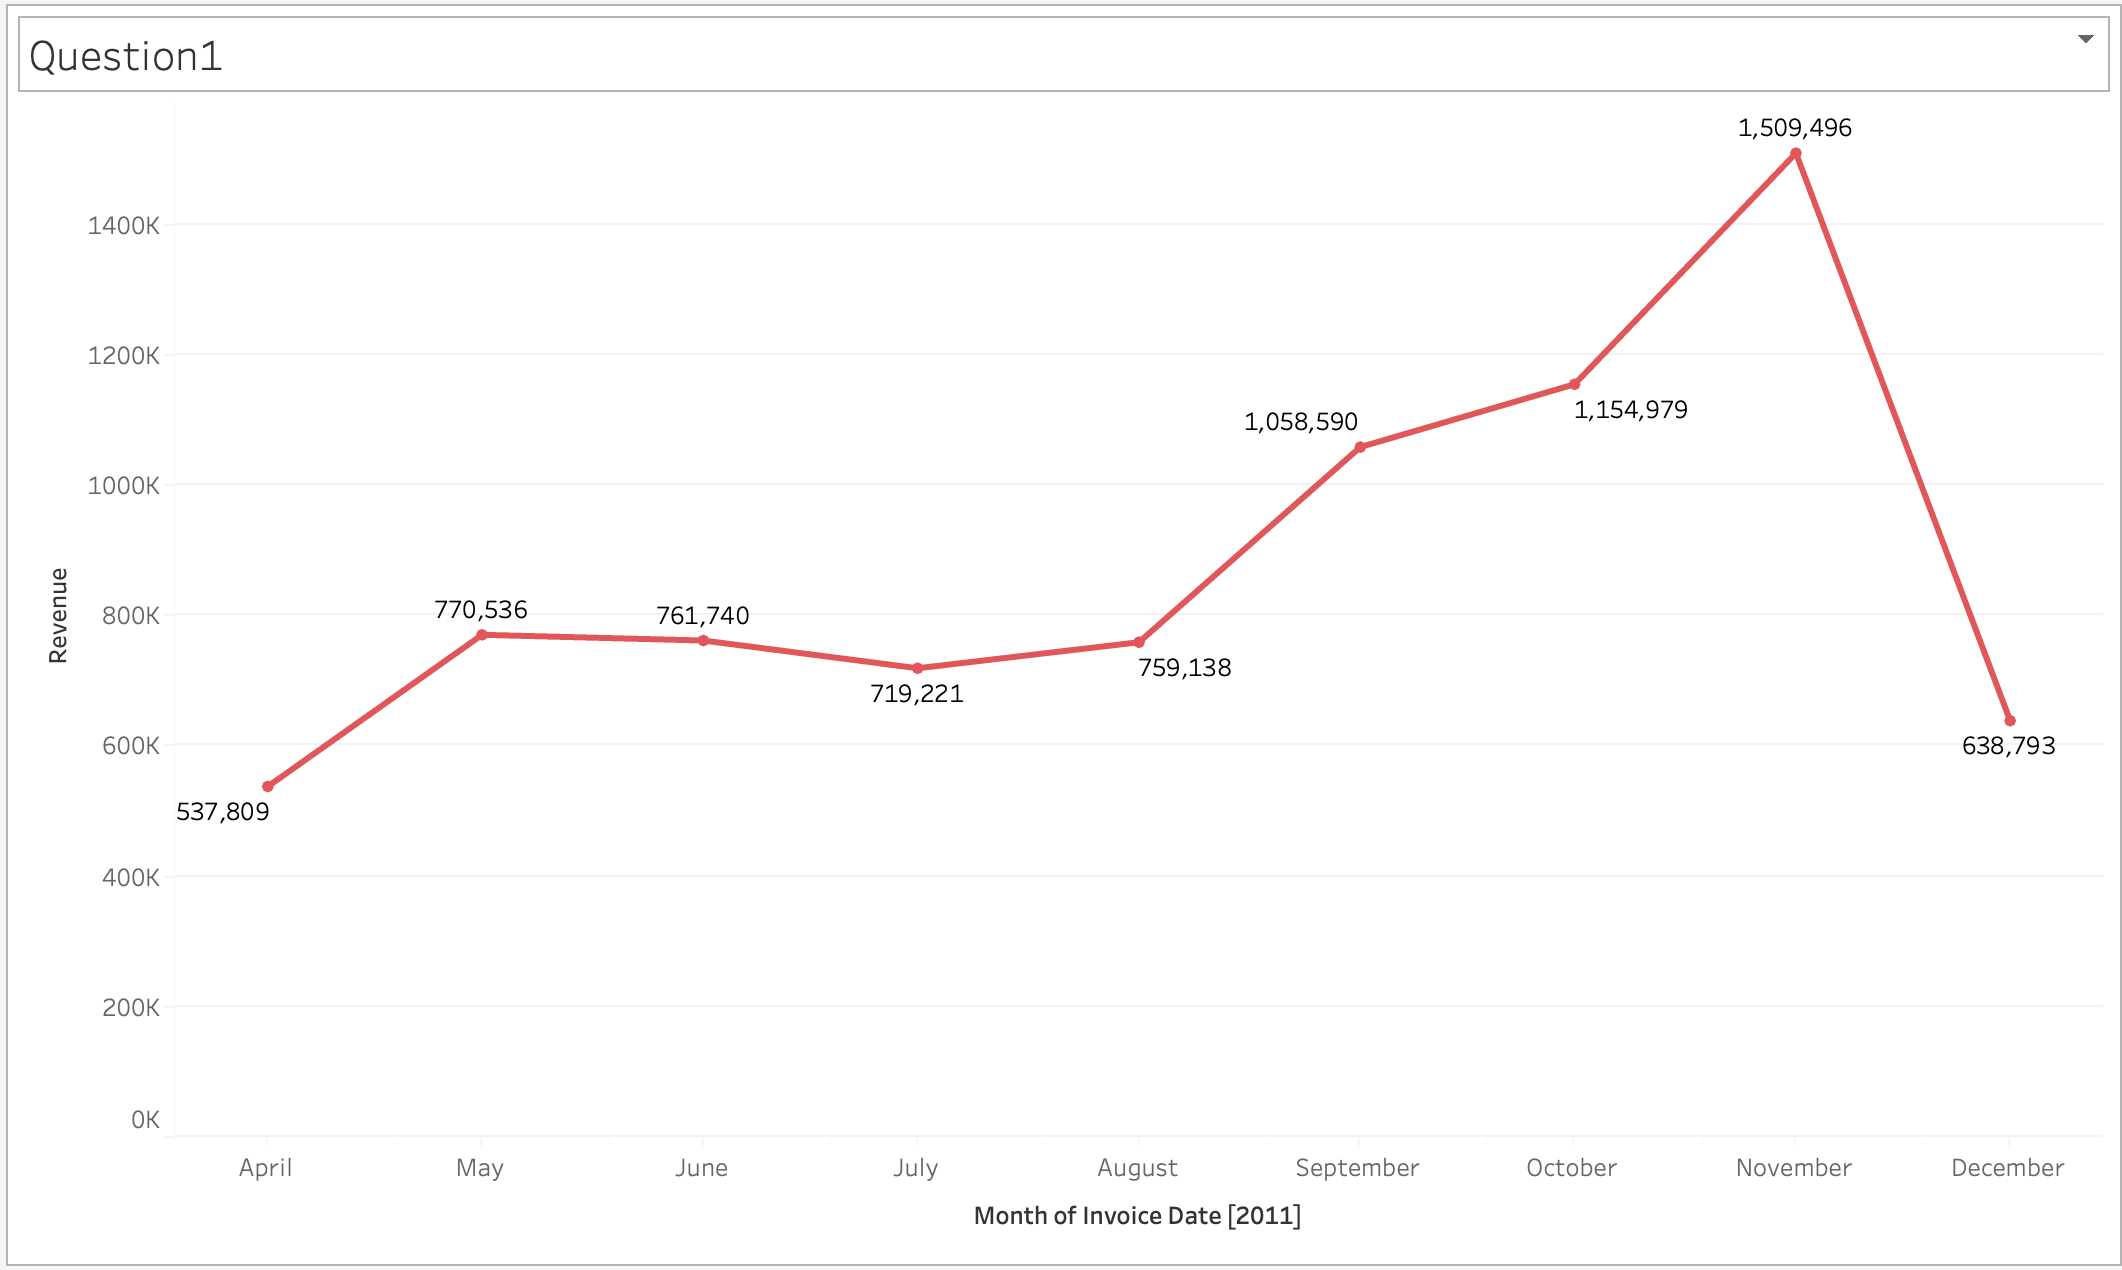 Question1
1,509,496
1400K
1200K
1,058,590
1,154,979
1000K
Revenue
800K
770,536
761,740
759,138
719,221
600K
638,793
537,809
400K
200K
0K
April May June July August September October November December
Month of Invoice Date [2011]